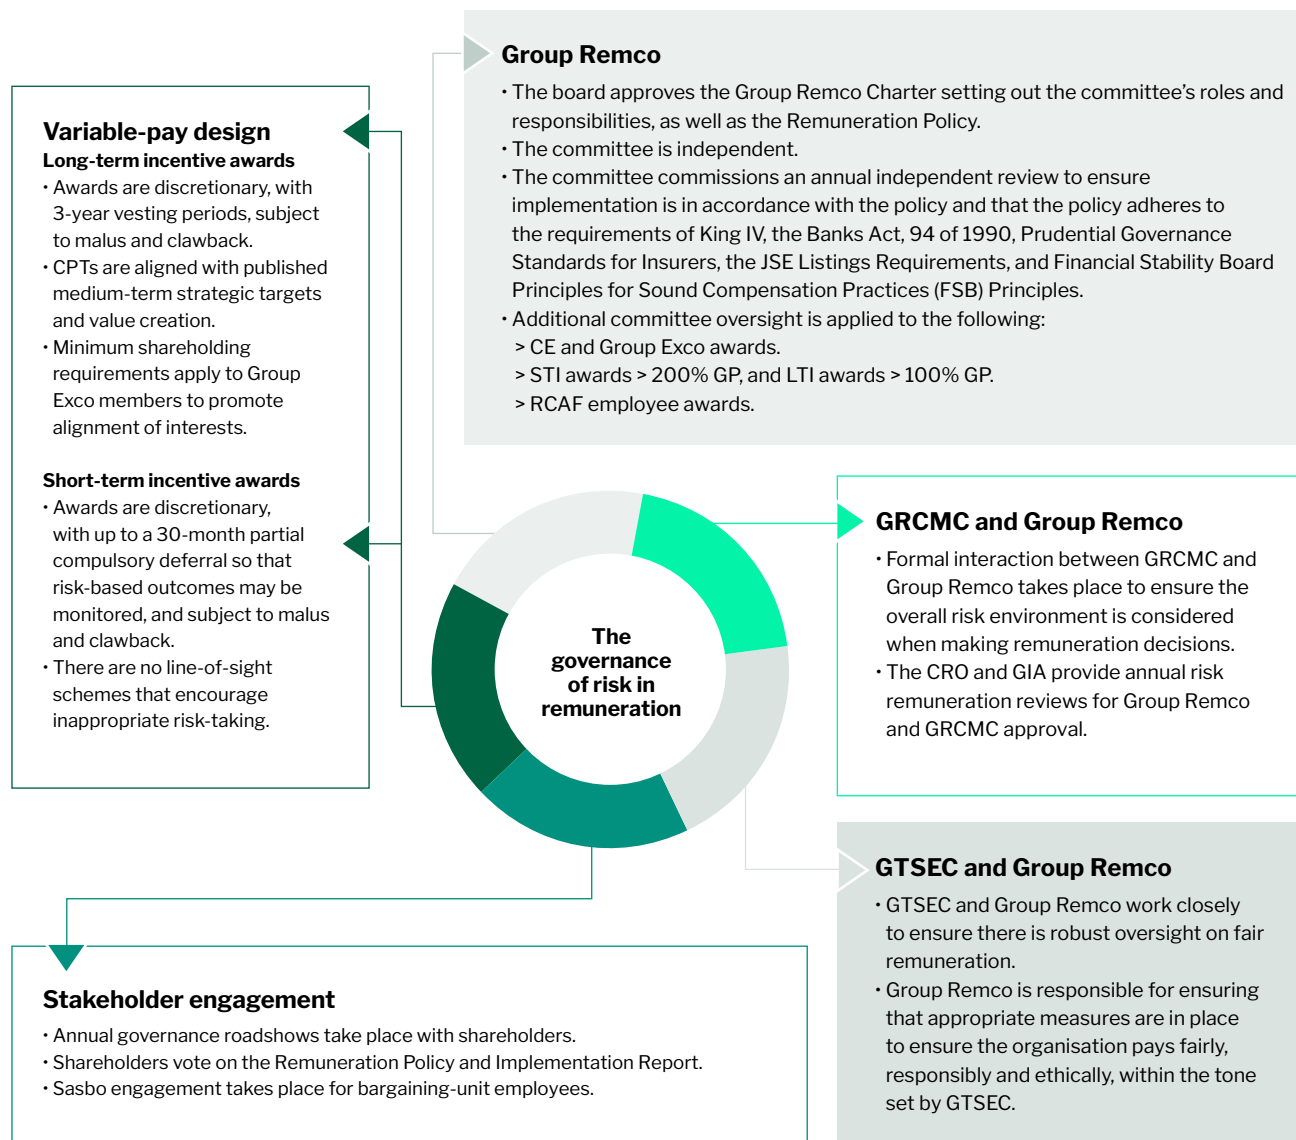 Group Remco
• The board approves the Group Remco Charter setting out the committee’s roles and
responsibilities, as well as the Remuneration Policy.
• The committee is independent.
• The committee commissions an annual independent review to ensure
implementation is in accordance with the policy and that the policy adheres to
the requirements of King IV, the Banks Act, 94 of 1990, Prudential Governance
Standards for Insurers, the JSE Listings Requirements, and Financial Stability Board
Principles for Sound Compensation Practices (FSB) Principles.
• Additional committee oversight is applied to the following:
> CE and Group Exco awards.
> STI awards > 200% GP, and LTI awards > 100% GP.
> RCAF employee awards.
Variable-pay design
Long-term incentive awards
• Awards are discretionary, with
3-year vesting periods, subject
to malus and clawback.
• CPTs are aligned with published
medium-term strategic targets
and value creation.
• Minimum shareholding
requirements apply to Group
Exco members to promote
alignment of interests.
Short-term incentive awards
• Awards are discretionary,
with up to a 30-month partial
compulsory deferral so that
risk-based outcomes may be
monitored, and subject to malus
and clawback.
• There are no line-of-sight
schemes that encourage
inappropriate risk-taking.
The
governance
of risk in
remuneration
GRCMC and Group Remco
• Formal interaction between GRCMC and
Group Remco takes place to ensure the
overall risk environment is considered
when making remuneration decisions.
• The CRO and GIA provide annual risk
remuneration reviews for Group Remco
and GRCMC approval.
GTSEC and Group Remco
• GTSEC and Group Remco work closely
to ensure there is robust oversight on fair
remuneration.
• Group Remco is responsible for ensuring
that appropriate measures are in place
to ensure the organisation pays fairly,
responsibly and ethically, within the tone
set by GTSEC.
Stakeholder engagement
• Annual governance roadshows take place with shareholders.
• Shareholders vote on the Remuneration Policy and Implementation Report.
• Sasbo engagement takes place for bargaining-unit employees.